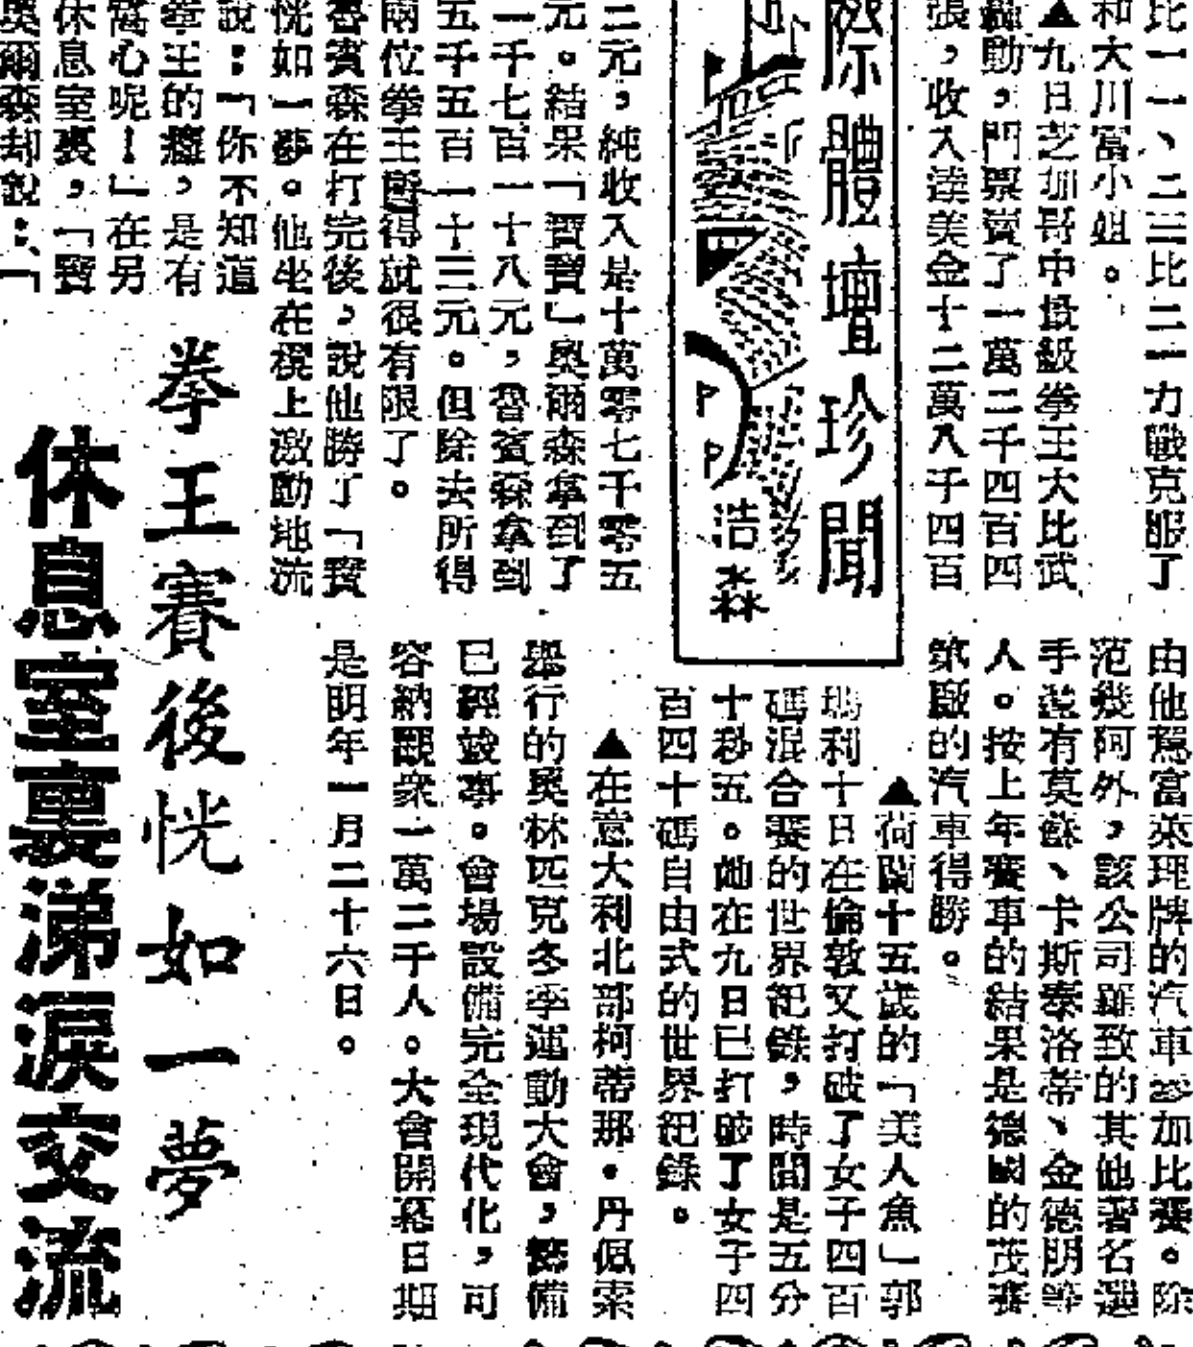 比一一、二三比二一力戰克服了
和大川富小姐。
▲九日芝加哥中量級拳王大比武
轟動，門票賣了一萬二千四百四
張，收入達美金十二萬八千四百
際體壇珍聞
浩森
二元，純收入是十萬零七千零五
元。結果「寶寶」奧爾森拿到了
一千七百一十八元，魯賓森拿到
五千五百一十三元。但除去所得
兩位拳王所得就很有限了。
魯賓森在打完後，說他勝了「寶
恍如一夢。他坐在櫈上激動地流
說：「你不知道
拳王的癮，是有
窩心呢！」在另
休息室裏，「寶
奧爾森却說：「
拳王賽後恍如一夢
休息室裏涕淚交流
由他駕富萊理牌的汽車參加比賽。除
范幾阿外，該公司羅致的其他著名選
手並有莫蘇、卡斯泰洛蒂、金德朋等
人。按上年賽車的結果是德國的茂賽
第廠的汽車得勝。
▲荷蘭十五歲的「美人魚」郭
瑪利十日在倫敦又打破了女子四百
碼混合賽的世界紀錄，時間是五分
十秒五。她在九日已打破了女子四
百四十碼自由式的世界紀錄。
▲在意大利北部柯蒂那·丹佩索
舉行的奧林匹克冬季運動大會，籌備
已經竣事。會場設備完全現代化，可
容納觀衆一萬二千人。大會開幕日期
是明年一月二十六日。